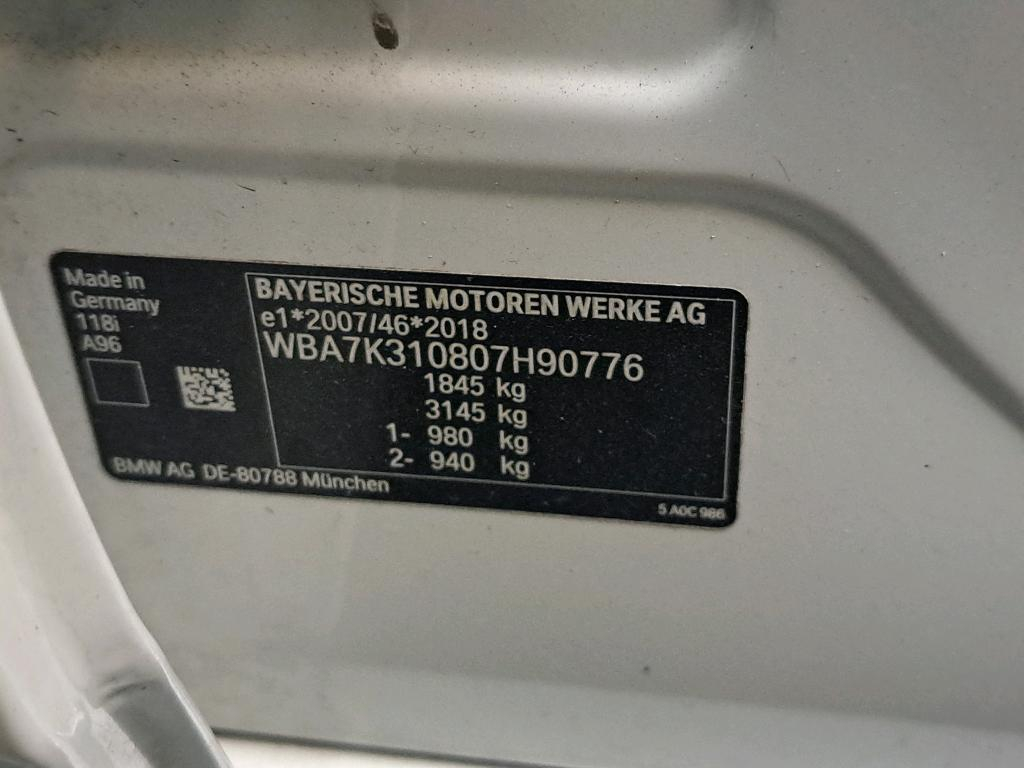 Made in
Germany
118i
A96
BAYERISCHE MOTOREN WERKE AG
e1*2007/46*2018
WBA7K310807H90776
1845 kg
3145 kg
1- 980 kg
2- 940 kg
BMW AG DE-80788 München
5 A0C 986